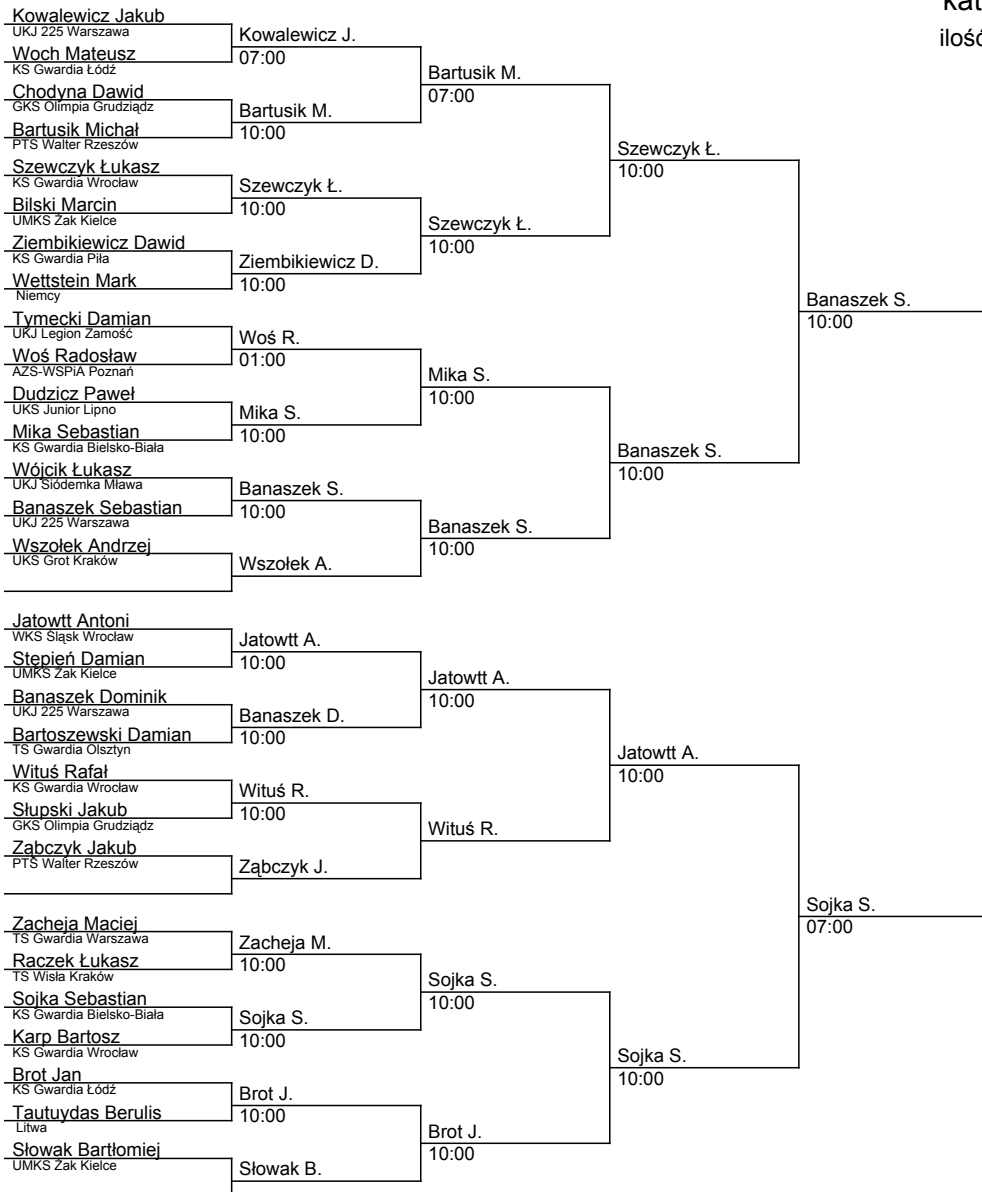 kat
ilość
Kowalewicz Jakub
UKJ 225 Warszawa
Kowalewicz J.
Woch Mateusz
07:00
KS Gwardia Łódź
Bartusik M.
Chodyna Dawid
07:00
GKS Olimpia Grudziądz
Bartusik M.
Bartusik Michał
10:00
PTS Walter Rzeszów
Szewczyk Ł.
Szewczyk Łukasz
10:00
KS Gwardia Wrocław
Szewczyk Ł.
Bilski Marcin
10:00
UMKS Żak Kielce
Szewczyk Ł.
Ziembikiewicz Dawid
10:00
KS Gwardia Piła
Ziembikiewicz D.
Wettstein Mark
10:00
Niemcy
Banaszek S.
Tymecki Damian
10:00
UKJ Legion Zamość
Woś R.
Woś Radosław
01:00
AZS-WSPiA Poznań
Mika S.
Dudzicz Paweł
10:00
UKS Junior Lipno
Mika S.
Mika Sebastian
10:00
KS Gwardia Bielsko-Biała
Banaszek S.
Wójcik Łukasz
10:00
UKJ Siódemka Mława
Banaszek S.
Banaszek Sebastian
10:00
UKJ 225 Warszawa
Banaszek S.
Wszołek Andrzej
10:00
UKS Grot Kraków
Wszołek A.
Jatowtt Antoni
WKS Śląsk Wrocław
Jatowtt A.
Stępień Damian
10:00
UMKS Żak Kielce
Jatowtt A.
Banaszek Dominik
10:00
UKJ 225 Warszawa
Banaszek D.
Bartoszewski Damian
10:00
TS Gwardia Olsztyn
Jatowtt A.
Wituś Rafał
10:00
KS Gwardia Wrocław
Wituś R.
Słupski Jakub
10:00
GKS Olimpia Grudziądz
Wituś R.
Ząbczyk Jakub
PTS Walter Rzeszów
Ząbczyk J.
Sojka S.
Zacheja Maciej
07:00
TS Gwardia Warszawa
Zacheja M.
Raczek Łukasz
10:00
TS Wisła Kraków
Sojka S.
Sojka Sebastian
10:00
KS Gwardia Bielsko-Biała
Sojka S.
Karp Bartosz
10:00
KS Gwardia Wrocław
Sojka S.
Brot Jan
10:00
KS Gwardia Łódź
Brot J.
Tautuydas Berulis
10:00
Litwa
Brot J.
Słowak Bartłomiej
10:00
UMKS Żak Kielce
Słowak B.